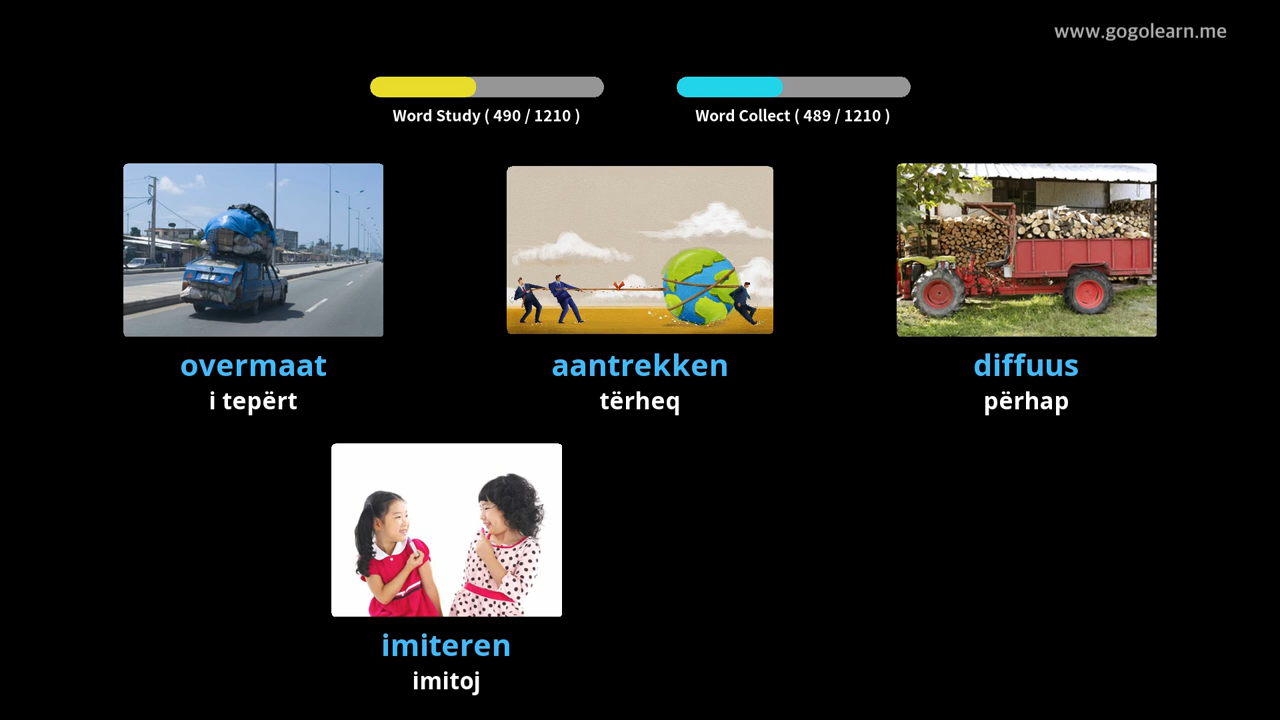 www.gogolearn.me
Word Study ( 490 / 1210 )
Word Collect ( 489 / 1210 )
overmaat
i tepërt
aantrekken
tërheq
diffuus
përhap
imiteren
imitoj